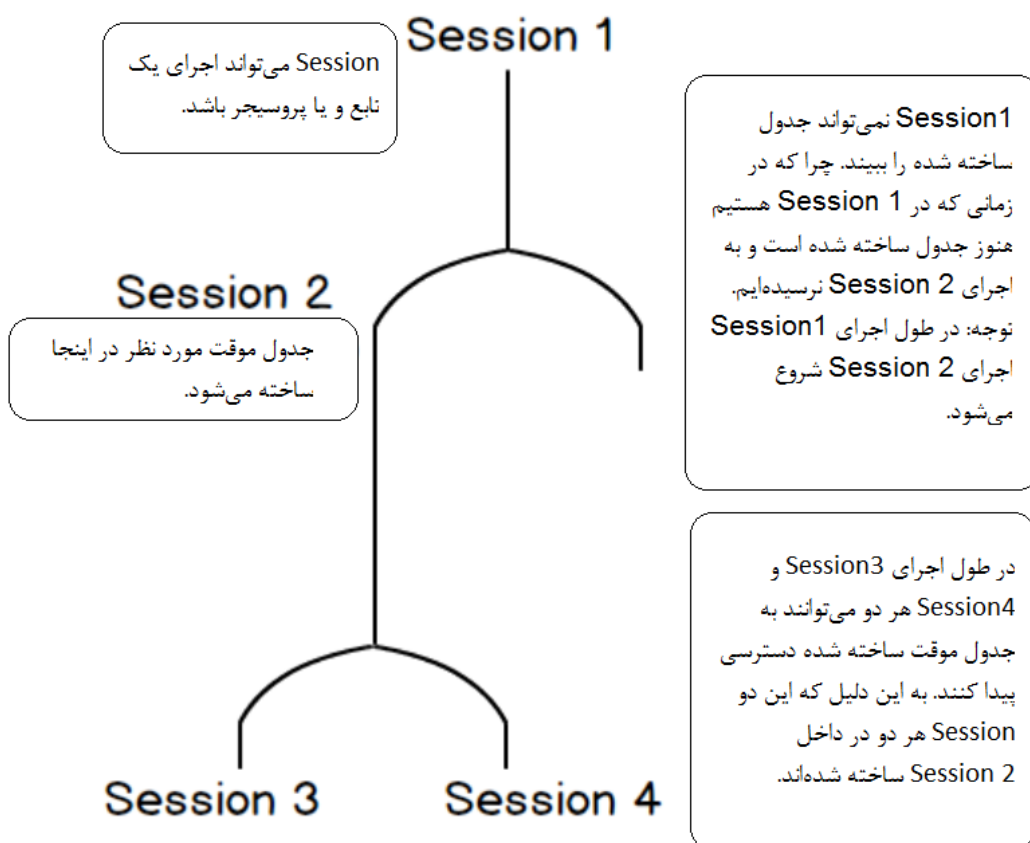 Session 1
Session می‌تواند اجرای یک
تابع و یا پروسیجر باشد.
Session1 نمی‌تواند جدول
ساخته شده را ببیند. چرا که در
زمانی که در Session 1 هستیم
هنوز جدول ساخته شده است و به
اجرای Session 2 نرسیده‌ایم.
توجه: در طول اجرای Session1
اجرای Session 2 شروع
می‌شود.
Session 2
جدول موقت مورد نظر در اینجا
ساخته می‌شود.
در طول اجرای Session3 و
Session4 هر دو می‌توانند به
جدول موقت ساخته شده دسترسی
پیدا کنند. به این دلیل که این دو
Session هر دو در داخل
Session 2 ساخته شده‌اند.
Session 3
Session 4